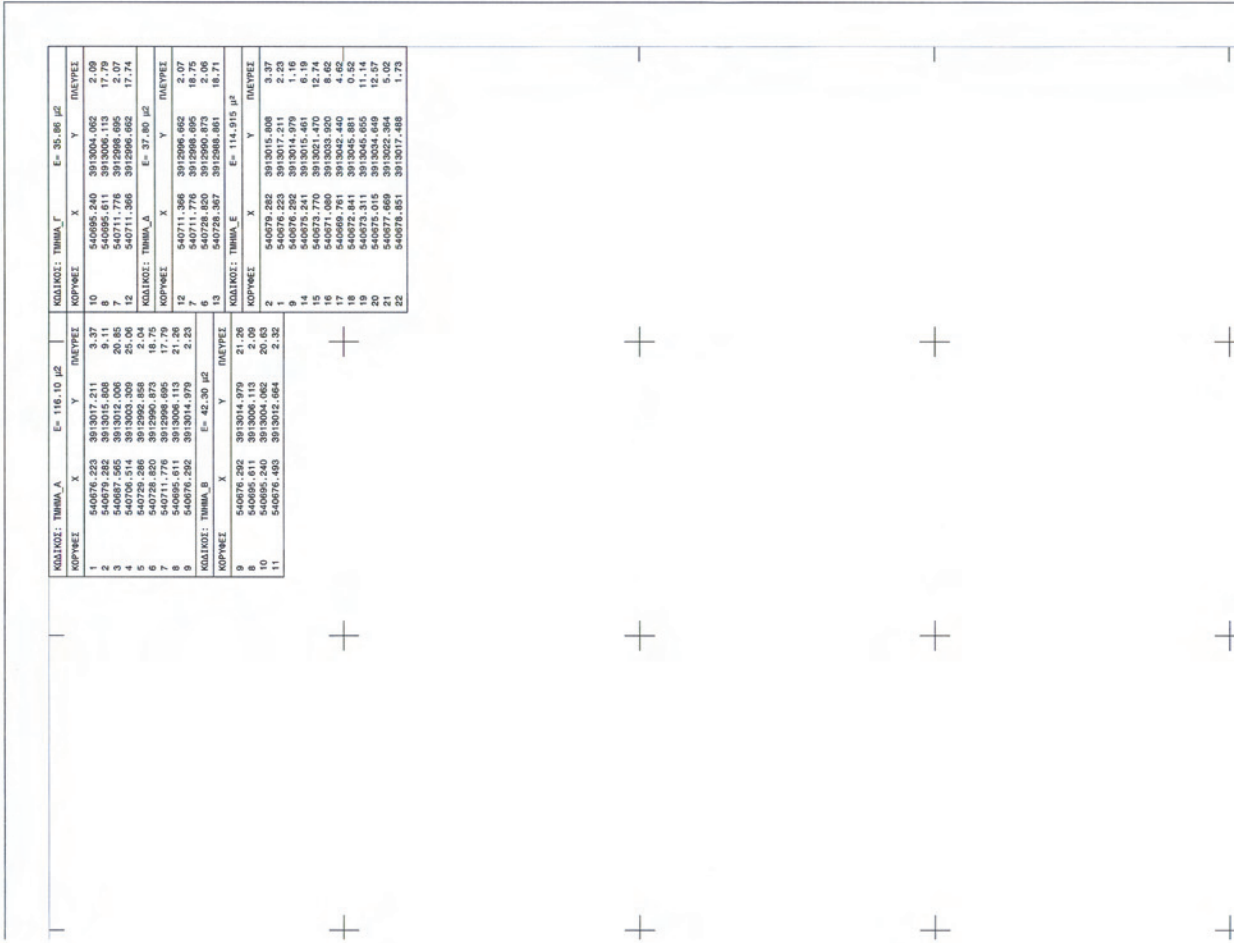 ΚΩΔΙΚΟΣ: ΤΜΗΜΑ_Α E= 116.10 μ2
ΚΟΡΥΦΕΣ X Y ΠΛΕΥΡΕΣ
1 540676.223 3913017.211 3.37
2 540679.282 3913015.808 9.11
3 540687.565 3913012.006 20.85
4 540706.514 3913003.309 25.06
5 540729.286 3912992.858 2.04
6 540728.820 3912990.873 18.75
7 540711.776 3912998.695 17.79
8 540695.611 3913006.113 21.26
9 540676.292 3913014.979 2.23
ΚΩΔΙΚΟΣ: ΤΜΗΜΑ_Β E= 42.30 μ2
ΚΟΡΥΦΕΣ X Y ΠΛΕΥΡΕΣ
9 540676.292 3913014.979 21.26
8 540695.611 3913006.113 2.09
10 540695.240 3913004.062 20.63
11 540676.493 3913012.664 2.32
ΚΩΔΙΚΟΣ: ΤΜΗΜΑ_Γ E= 35.86 μ2
ΚΟΡΥΦΕΣ X Y ΠΛΕΥΡΕΣ
10 540695.240 3913004.062 2.09
8 540695.611 3913006.113 17.79
7 540711.776 3912998.695 2.07
12 540711.366 3912996.662 17.74
ΚΩΔΙΚΟΣ: ΤΜΗΜΑ_Δ E= 37.80 μ2
ΚΟΡΥΦΕΣ X Y ΠΛΕΥΡΕΣ
12 540711.366 3912996.662 2.07
7 540711.776 3912998.695 18.75
6 540728.820 3912990.873 2.06
13 540728.367 3912988.861 18.71
ΚΩΔΙΚΟΣ: ΤΜΗΜΑ_Ε E= 114.915 μ²
ΚΟΡΥΦΕΣ X Y ΠΛΕΥΡΕΣ
2 540679.282 3913015.808 3.37
1 540676.223 3913017.211 2.23
9 540676.292 3913014.979 1.16
14 540675.241 3913015.461 6.19
15 540673.770 3913021.470 12.74
16 540671.080 3913033.920 8.62
17 540669.761 3913042.440 4.62
18 540672.841 3913045.881 0.52
19 540673.311 3913045.655 11.14
20 540675.015 3913034.649 12.57
21 540677.669 3913022.364 5.02
22 540678.851 3913017.488 1.73